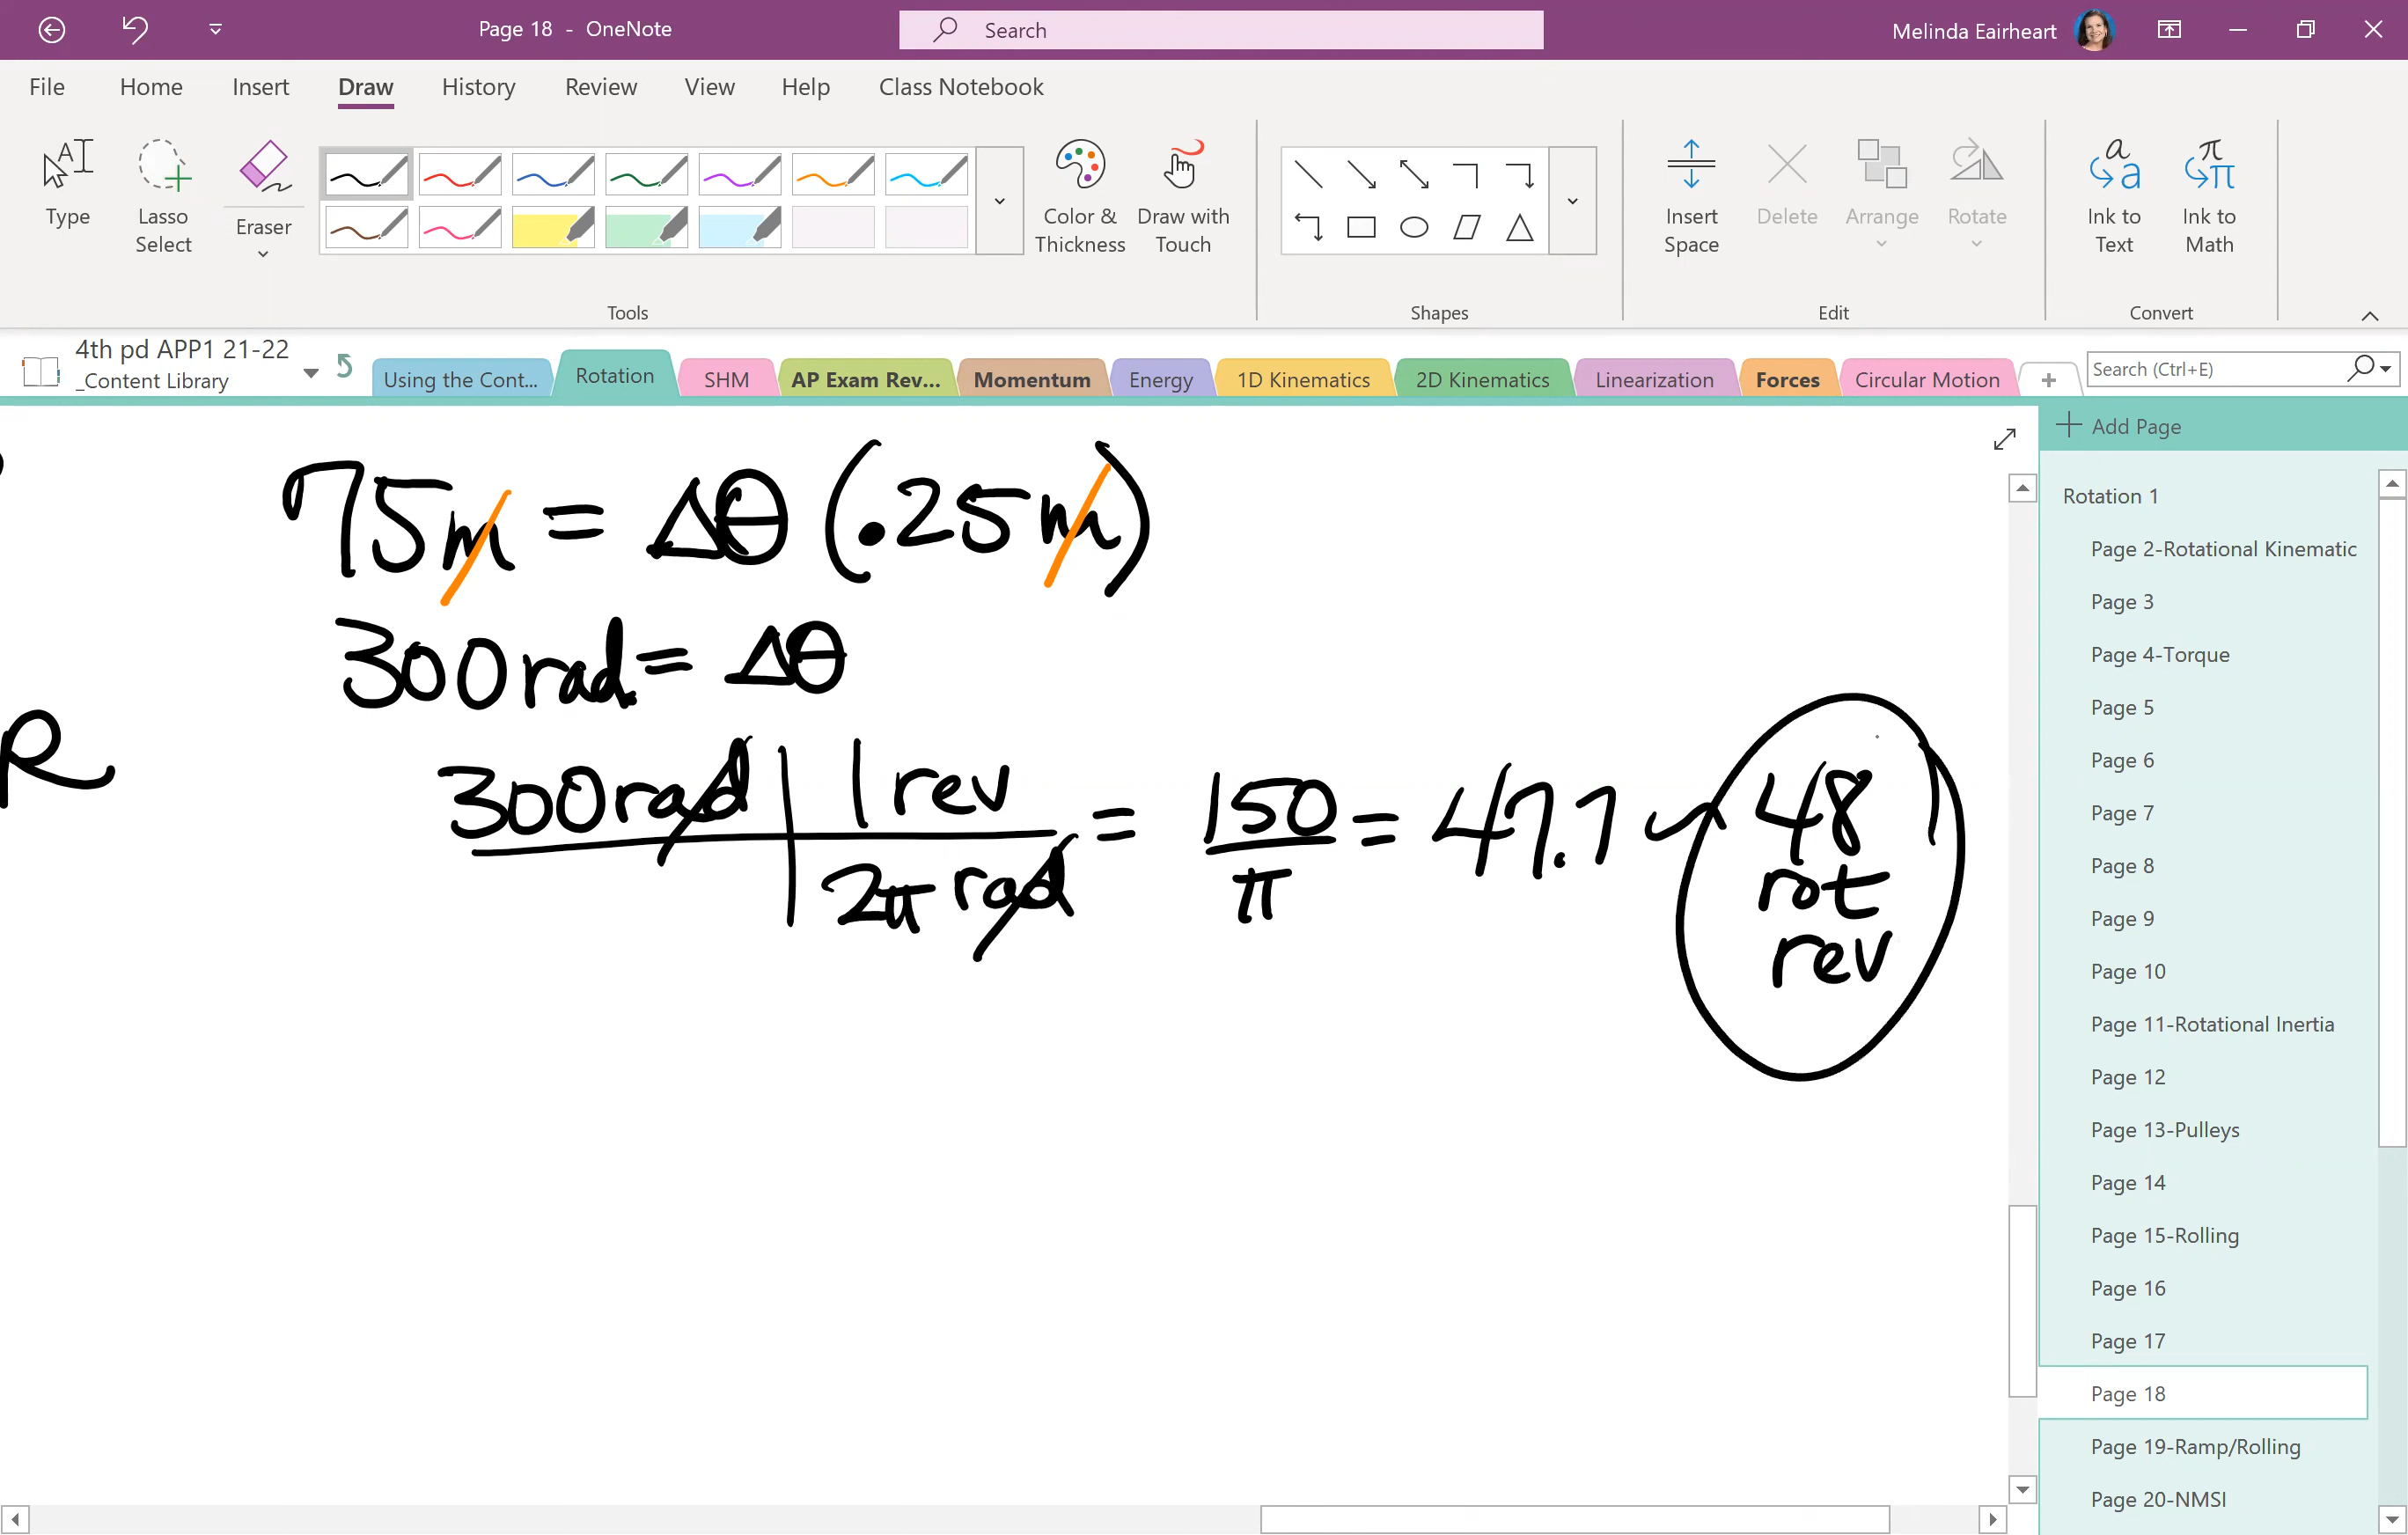 Page 18 - OneNote
Search
Melinda Eairheart
File Home Insert Draw History Review View Help Class Notebook
Type
Lasso Select
Eraser
Color & Thickness
Draw with Touch
Insert Space
Delete
Arrange
Rotate
Ink to Text
Ink to Math
Tools
Shapes
Edit
Convert
4th pd APP1 21-22
_Content Library
Using the Cont... Rotation SHM AP Exam Rev... Momentum Energy 1D Kinematics 2D Kinematics Linearization Forces Circular Motion +
Search (Ctrl+E)
75m = Δθ (.25m)
300rad = Δθ
R
300rad | 1 rev
2π rad
= 150/π = 47.7
48
rot
rev
Add Page
Rotation 1
Page 2-Rotational Kinematic
Page 3
Page 4-Torque
Page 5
Page 6
Page 7
Page 8
Page 9
Page 10
Page 11-Rotational Inertia
Page 12
Page 13-Pulleys
Page 14
Page 15-Rolling
Page 16
Page 17
Page 18
Page 19-Ramp/Rolling
Page 20-NMSI